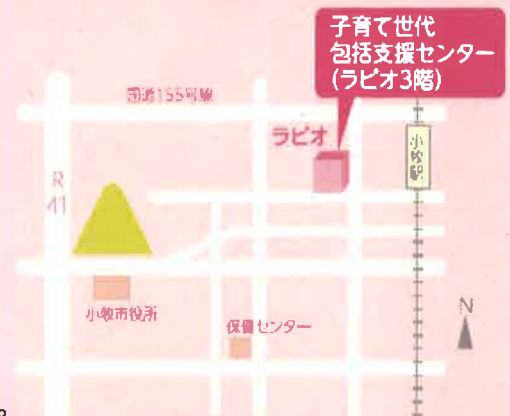 子育て世代
包括支援センター
(ラピオ3階)
国道155号線
ラピオ
小牧駅
R
41
小牧市役所
保健センター
N